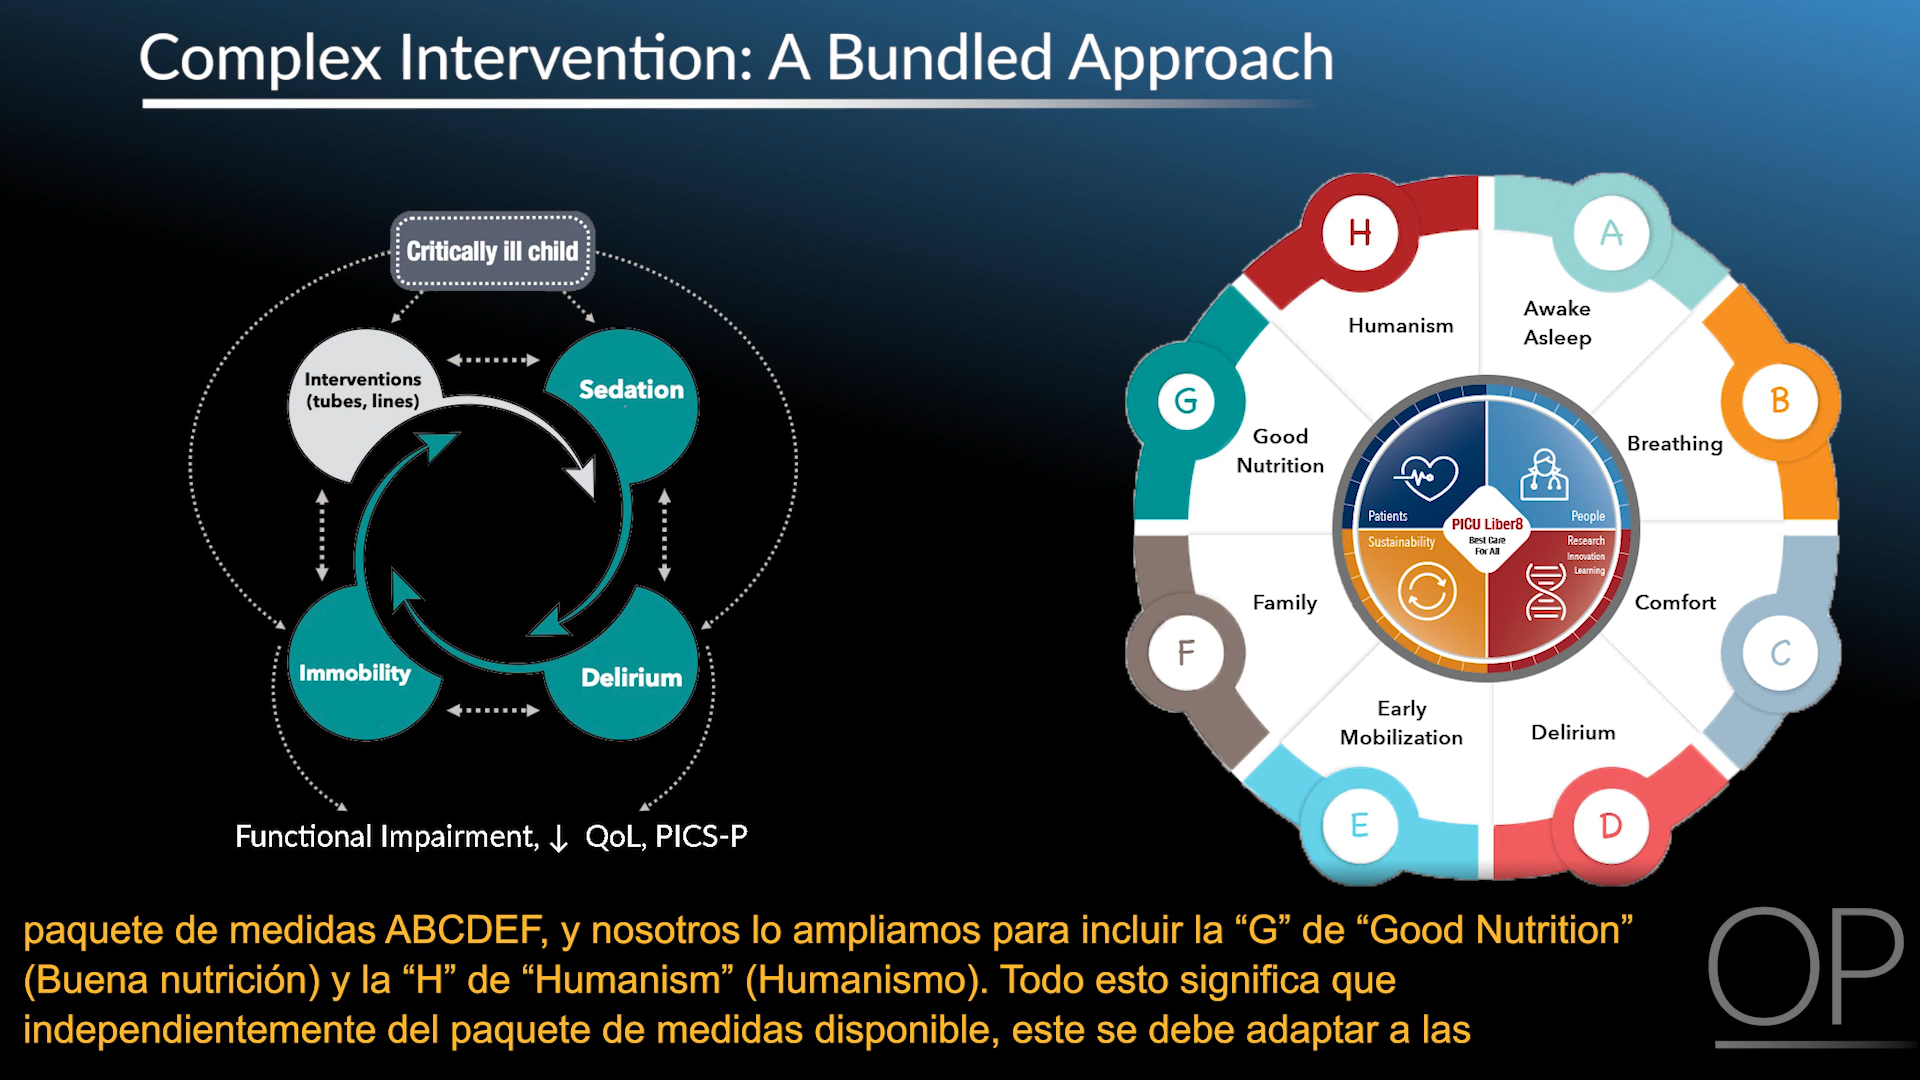 Complex Intervention: A Bundled Approach
Critically ill child
Interventions
(tubes, lines)
Sedation
Immobility
Delirium
Functional Impairment, ↓ QoL, PICS-P
H
Humanism
A
Awake
Asleep
B
Breathing
C
Comfort
D
Delirium
E
Early
Mobilization
F
Family
G
Good
Nutrition
Patients
People
PICU Liber8
Best Care
For All
Sustainability
Research
Innovation
Learning
paquete de medidas ABCDEF, y nosotros lo ampliamos para incluir la “G” de “Good Nutrition”
(Buena nutrición) y la “H” de “Humanism” (Humanismo). Todo esto significa que
independientemente del paquete de medidas disponible, este se debe adaptar a las
OP